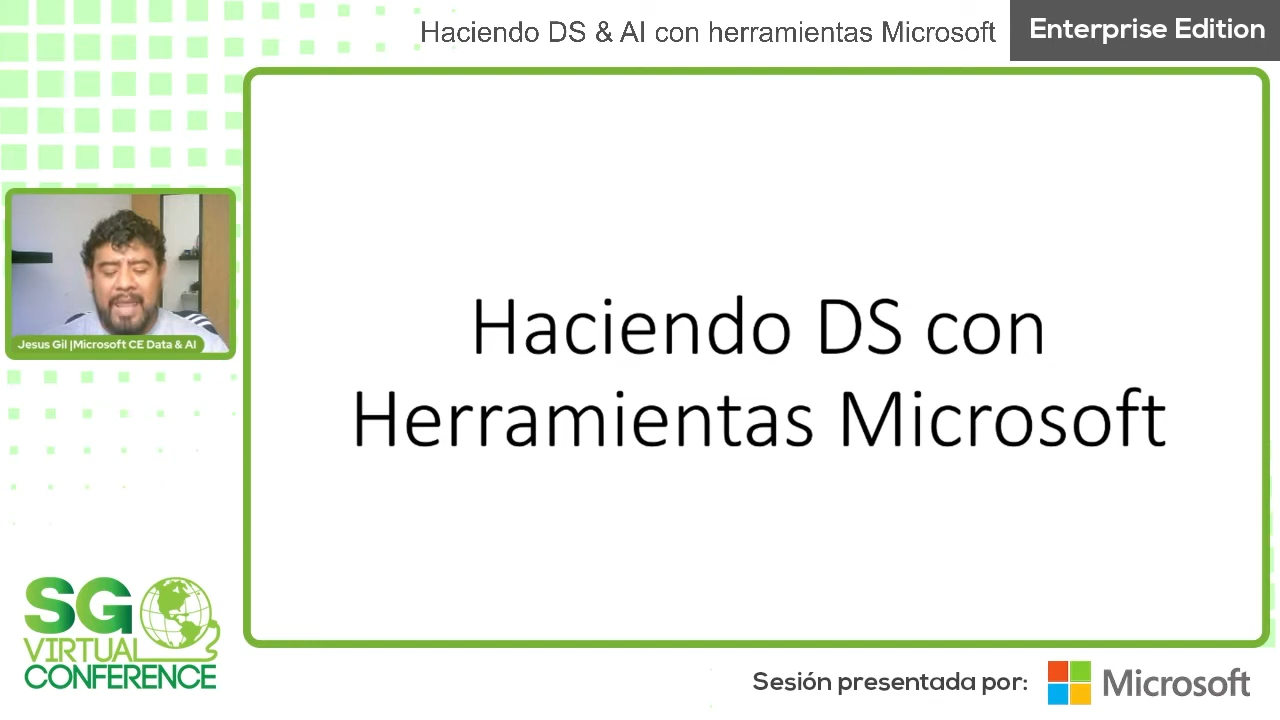 Haciendo DS & AI con herramientas Microsoft
Enterprise Edition
Haciendo DS con
Herramientas Microsoft
Jesus Gil |Microsoft CE Data & AI
SG
VIRTUAL
CONFERENCE
Sesión presentada por:
Microsoft